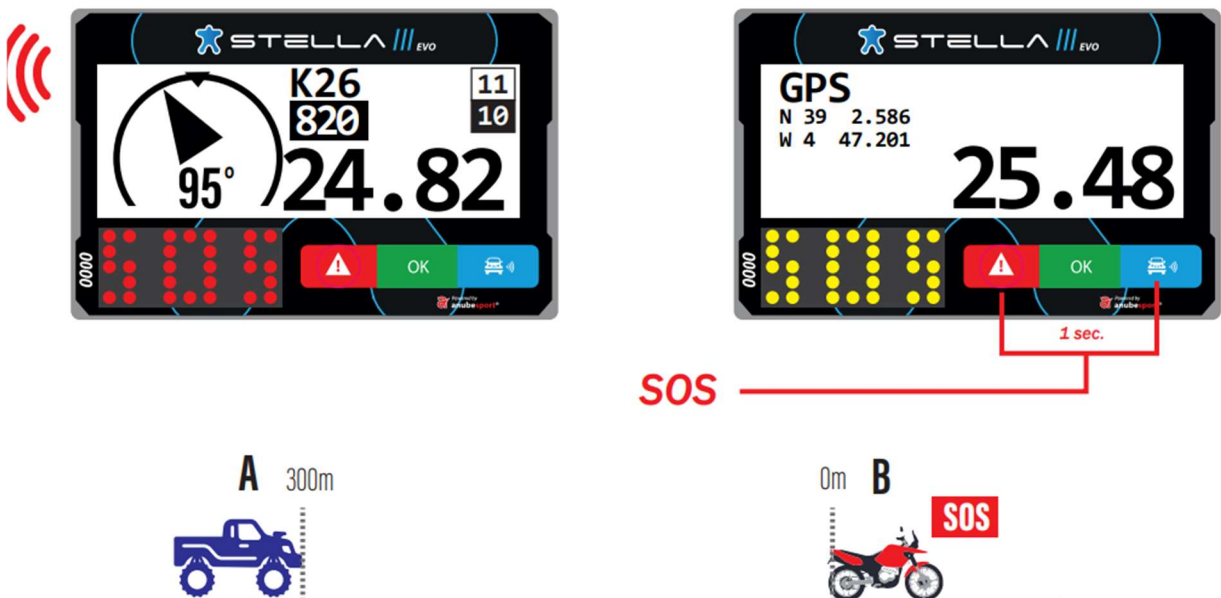 STELLA III EVO
K26
820
11
10
95°
24.82
SOS
OK
0000
Powered by
anubesport®
STELLA III EVO
GPS
N 39 2.586
W 4 47.201
25.48
SOS
OK
0000
Powered by
anubesport®
1 sec.
SOS
A 300m
0m B
SOS